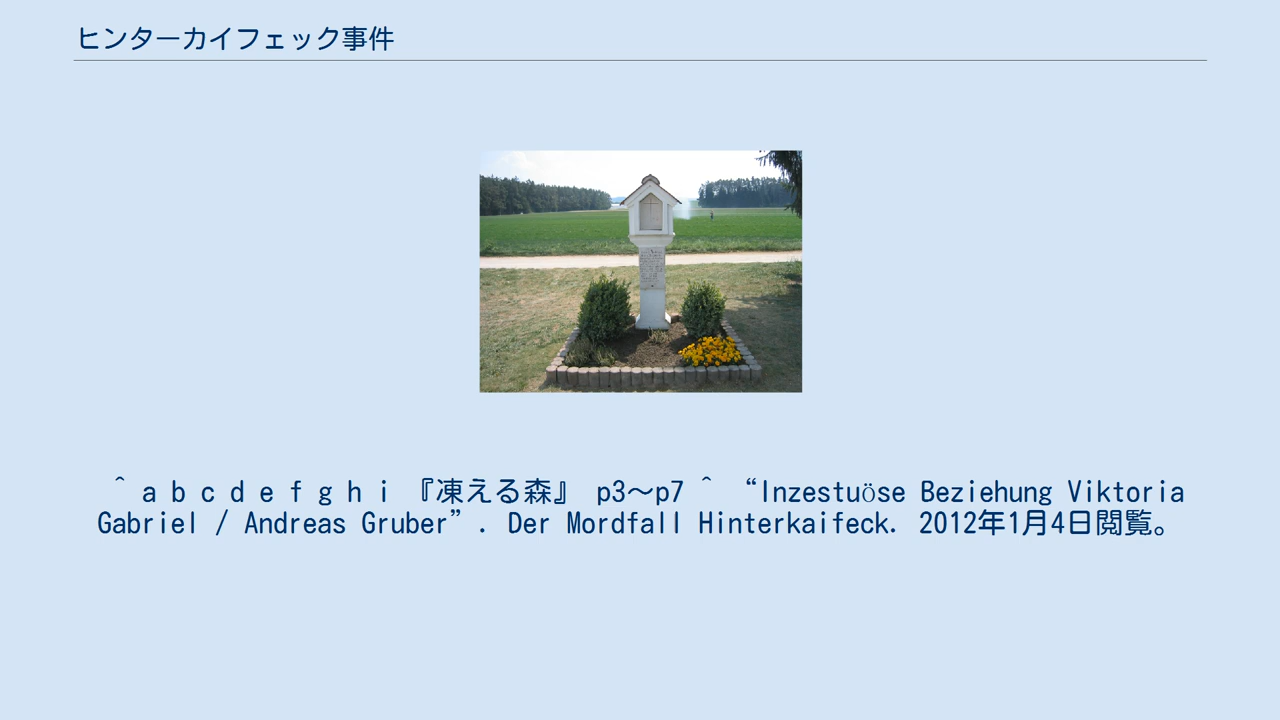 ヒンターカイフェック事件
^ a b c d e f g h i 『凍える森』 p3〜p7 ^ “Inzestuöse Beziehung Viktoria
Gabriel / Andreas Gruber”. Der Mordfall Hinterkaifeck. 2012年1月4日閲覧。